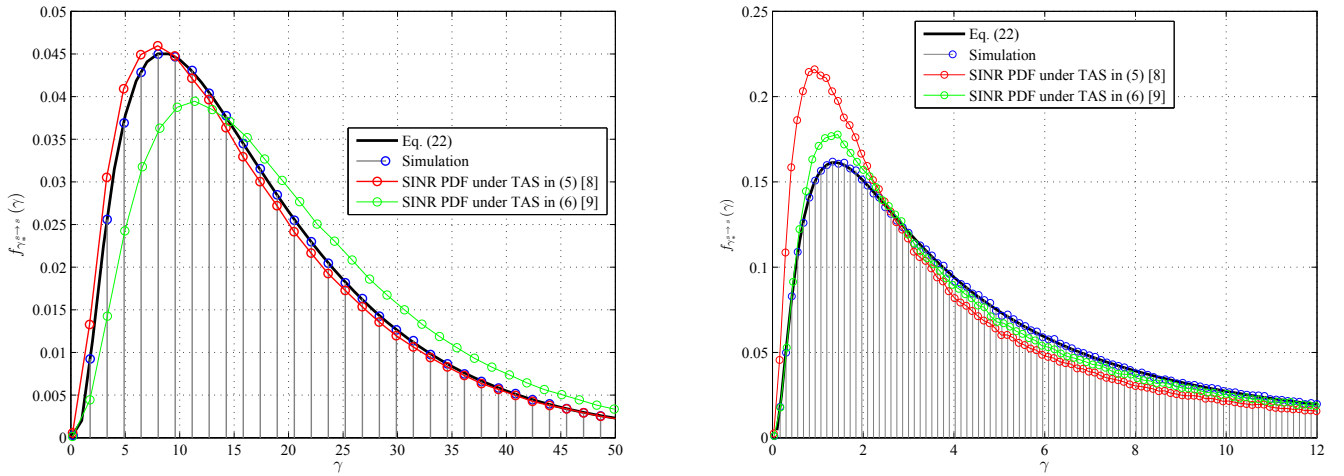 0.045
0.04
0.035
0.03
0.025
0.02
0.015
0.01
0.005
0
f_{γ_*^{s→s}}(γ)
Eq. (22)
Simulation
SINR PDF under TAS in (5) [8]
SINR PDF under TAS in (6) [9]
0 5 10 15 20 25 30 35 40 45 50
γ
0.25
0.2
0.15
0.1
0.05
0
f_{γ_*^{s→s}}(γ)
Eq. (22)
Simulation
SINR PDF under TAS in (5) [8]
SINR PDF under TAS in (6) [9]
0 2 4 6 8 10 12
γ